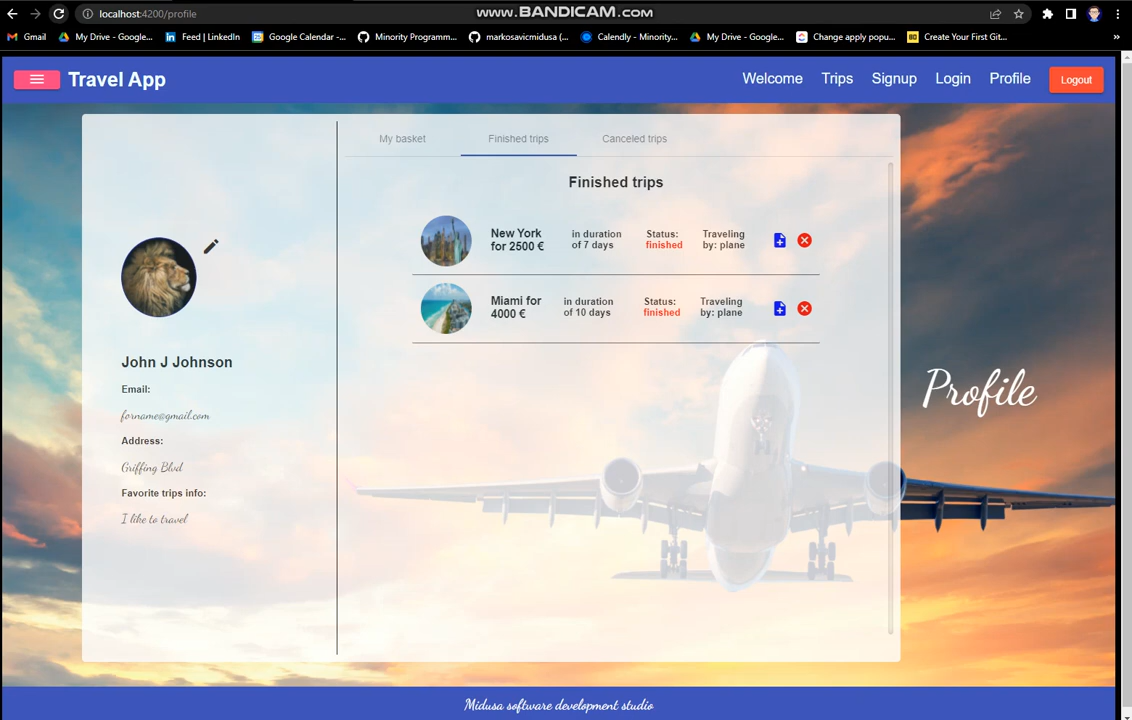 www.BANDICAM.com
localhost:4200/profile
Gmail
My Drive - Google...
Feed | LinkedIn
Google Calendar -...
Minority Programm...
markosavicmidusa (...
Calendly - Minority...
My Drive - Google...
Change apply popu...
Create Your First Git...
»
Travel App
Welcome
Trips
Signup
Login
Profile
Logout
My basket
Finished trips
Canceled trips
Finished trips
New York
for 2500 €
in duration
of 7 days
Status:
finished
Traveling
by: plane
Miami for
4000 €
in duration
of 10 days
Status:
finished
Traveling
by: plane
John J Johnson
Email:
forname@gmail.com
Address:
Griffing Blvd
Favorite trips info:
I like to travel
Profile
Midusa software development studio